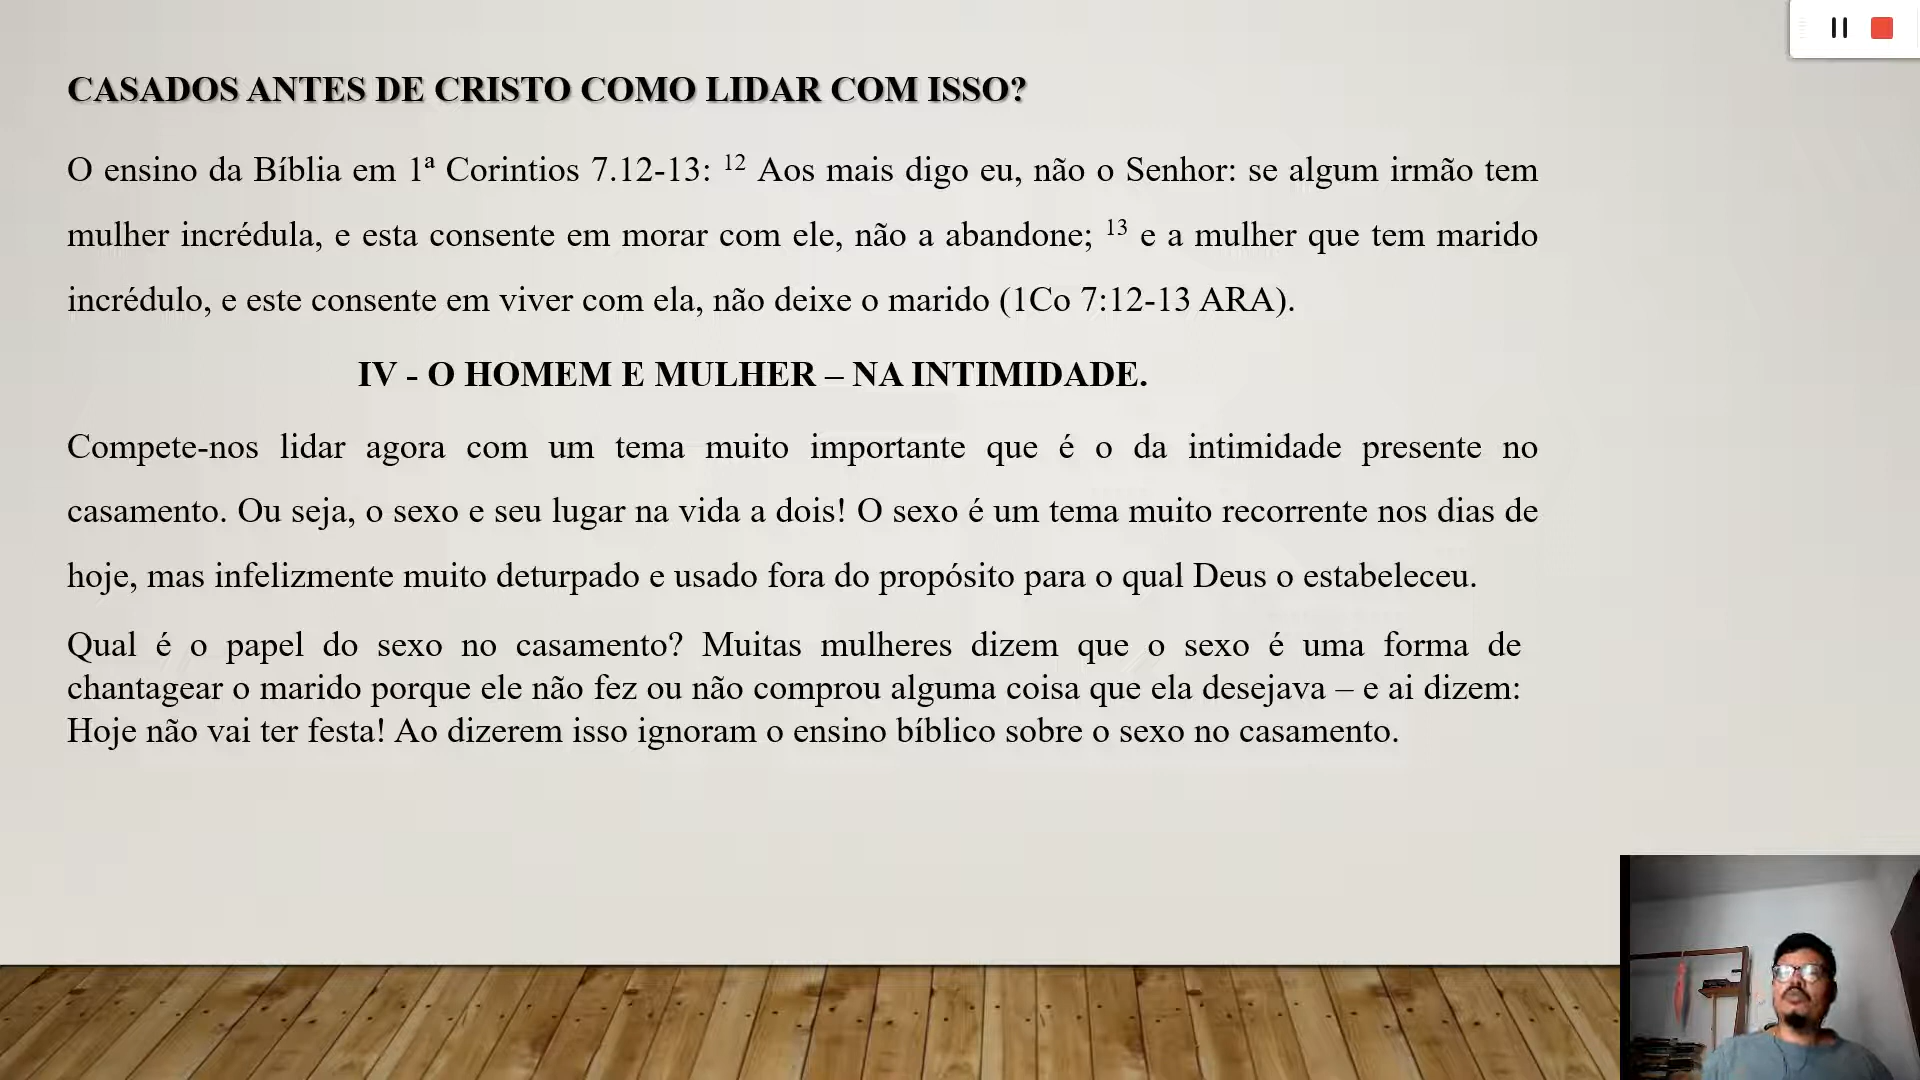 CASADOS ANTES DE CRISTO COMO LIDAR COM ISSO?
O ensino da Bíblia em 1ª Corintios 7.12-13: 12 Aos mais digo eu, não o Senhor: se algum irmão tem
mulher incrédula, e esta consente em morar com ele, não a abandone; 13 e a mulher que tem marido
incrédulo, e este consente em viver com ela, não deixe o marido (1Co 7:12-13 ARA).
IV - O HOMEM E MULHER – NA INTIMIDADE.
Compete-nos lidar agora com um tema muito importante que é o da intimidade presente no
casamento. Ou seja, o sexo e seu lugar na vida a dois! O sexo é um tema muito recorrente nos dias de
hoje, mas infelizmente muito deturpado e usado fora do propósito para o qual Deus o estabeleceu.
Qual é o papel do sexo no casamento? Muitas mulheres dizem que o sexo é uma forma de
chantagear o marido porque ele não fez ou não comprou alguma coisa que ela desejava – e ai dizem:
Hoje não vai ter festa! Ao dizerem isso ignoram o ensino bíblico sobre o sexo no casamento.